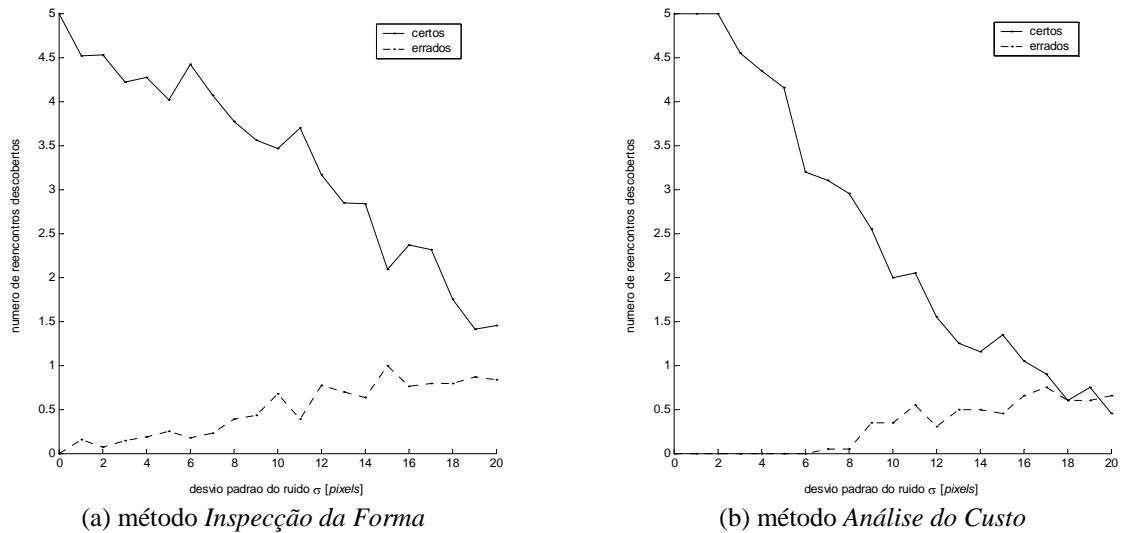 5
4.5
4
3.5
3
2.5
2
1.5
1
0.5
0
numero de reencontros descobertos
certos
errados
0 2 4 6 8 10 12 14 16 18 20
desvio padrao do ruido σ [pixels]
(a) método Inspecção da Forma
5
4.5
4
3.5
3
2.5
2
1.5
1
0.5
0
numero de reencontros descobertos
certos
errados
0 2 4 6 8 10 12 14 16 18 20
desvio padrao do ruido σ [pixels]
(b) método Análise do Custo